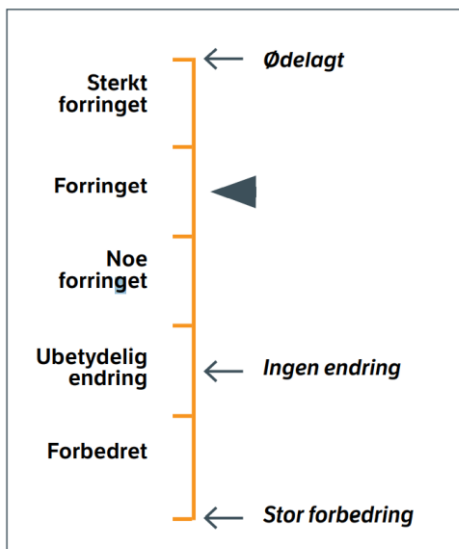 Ødelagt
Sterkt
forringet
Forringet
Noe
forringet
Ubetydelig
endring
Ingen endring
Forbedret
Stor forbedring